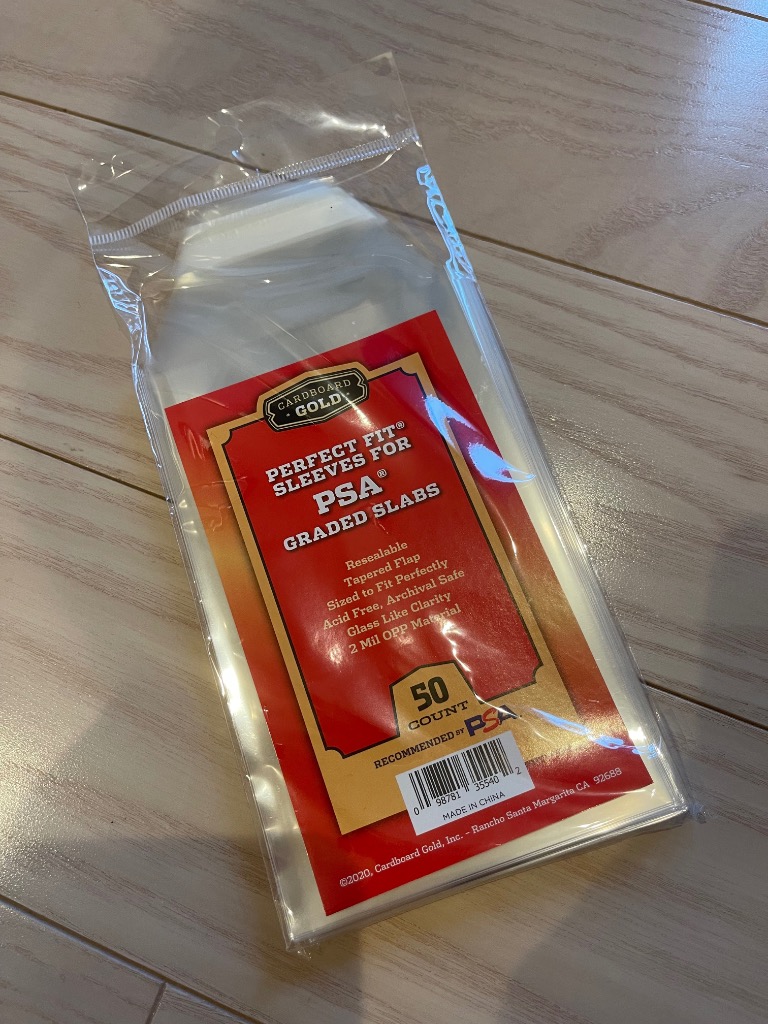 CARDBOARD
· GOLD ·
PERFECT FIT®
SLEEVES FOR
PSA®
GRADED SLABS
Resealable
Tapered Flap
Sized to Fit Perfectly
Acid Free, Archival Safe
Glass Like Clarity
2 Mil OPP Material
50
COUNT
RECOMMENDED BY PSA
0 98781 35540 2
MADE IN CHINA
©2020, Cardboard Gold, Inc. - Rancho Santa Margarita CA 92688